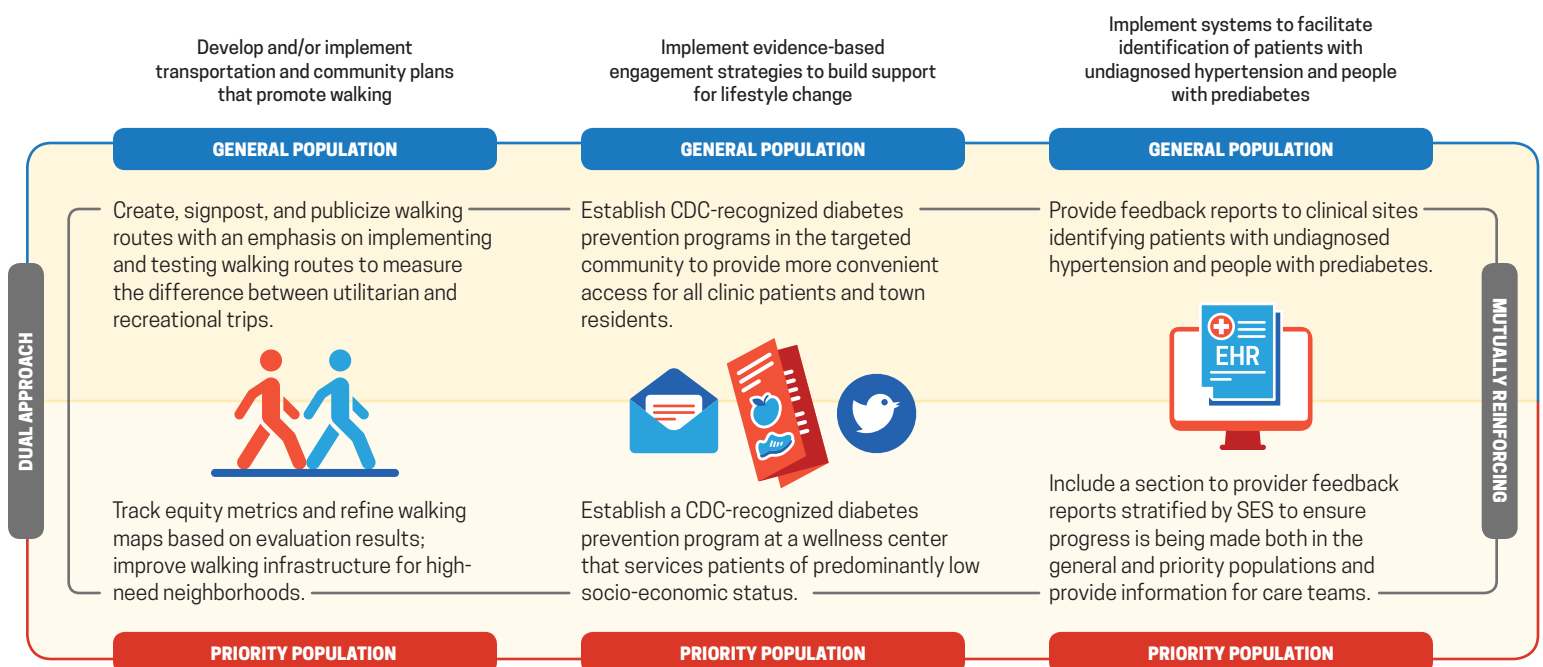 Develop and/or implement
transportation and community plans
that promote walking
Implement evidence-based
engagement strategies to build support
for lifestyle change
Implement systems to facilitate
identification of patients with
undiagnosed hypertension and people
with prediabetes
GENERAL POPULATION
GENERAL POPULATION
GENERAL POPULATION
DUAL APPROACH
Create, signpost, and publicize walking
routes with an emphasis on implementing
and testing walking routes to measure
the difference between utilitarian and
recreational trips.
Establish CDC-recognized diabetes
prevention programs in the targeted
community to provide more convenient
access for all clinic patients and town
residents.
Provide feedback reports to clinical sites
identifying patients with undiagnosed
hypertension and people with prediabetes.
EHR
MUTUALLY REINFORCING
Track equity metrics and refine walking
maps based on evaluation results;
improve walking infrastructure for high-
need neighborhoods.
Establish a CDC-recognized diabetes
prevention program at a wellness center
that services patients of predominantly low
socio-economic status.
Include a section to provider feedback
reports stratified by SES to ensure
progress is being made both in the
general and priority populations and
provide information for care teams.
PRIORITY POPULATION
PRIORITY POPULATION
PRIORITY POPULATION